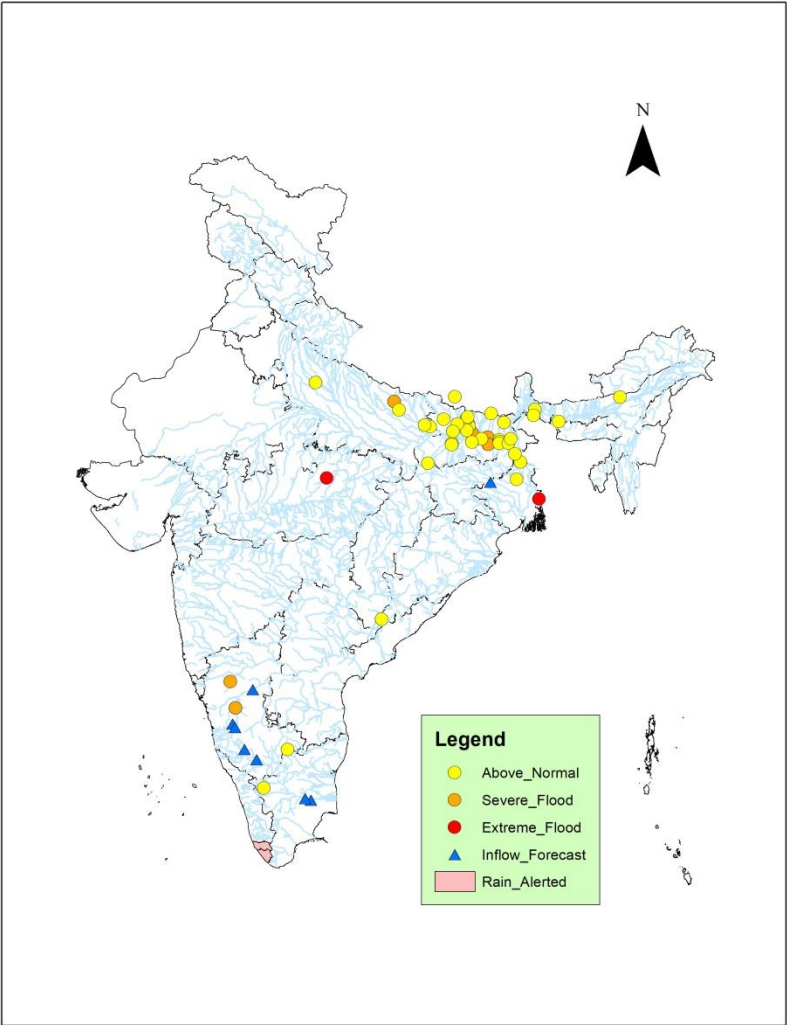 N
Legend
Above_Normal
Severe_Flood
Extreme_Flood
Inflow_Forecast
Rain_Alerted